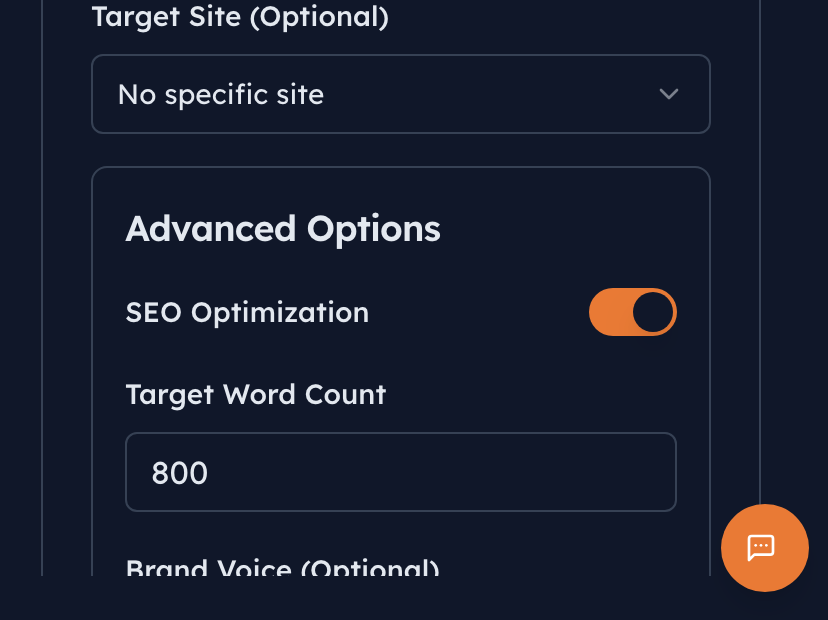 Target Site (Optional)
No specific site
Advanced Options
SEO Optimization
Target Word Count
800
Brand Voice (Optional)